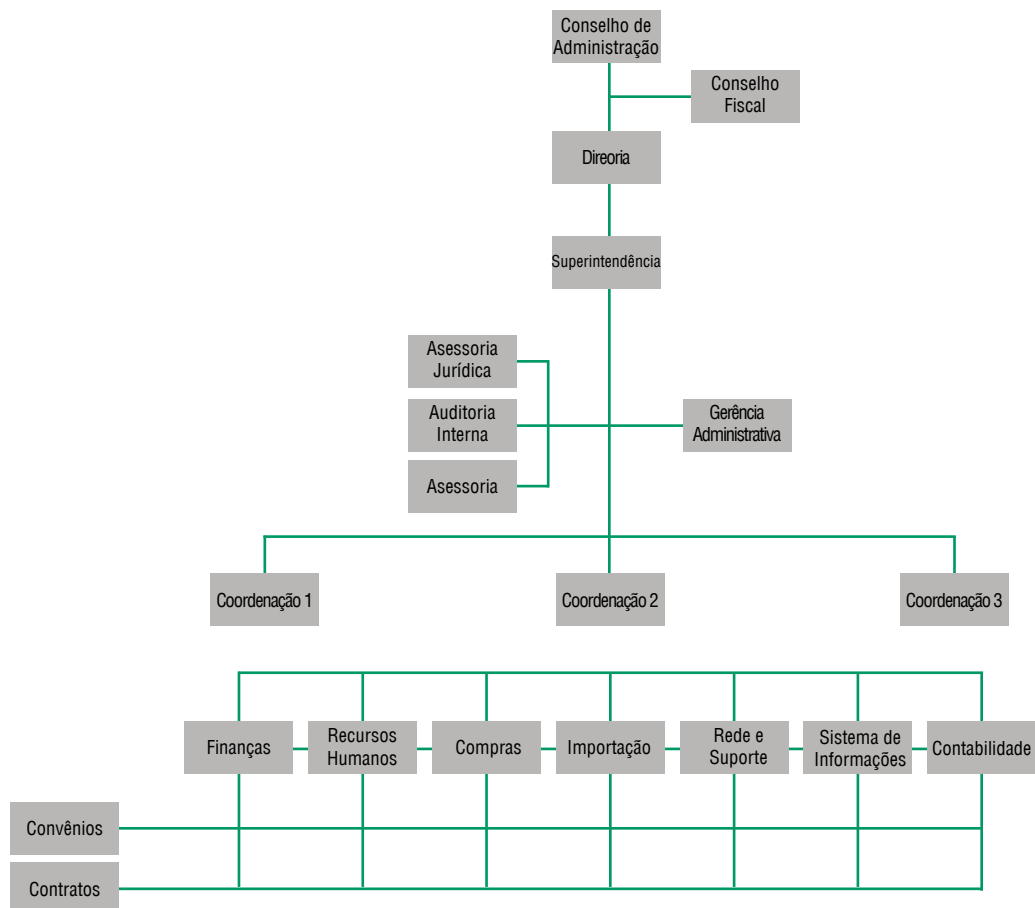 Conselho de
Administração
Conselho
Fiscal
Direoria
Superintendência
Asessoria
Jurídica
Auditoria
Interna
Gerência
Administrativa
Asessoria
Coordenação 1
Coordenação 2
Coordenação 3
Finanças
Recursos
Humanos
Compras
Importação
Rede e
Suporte
Sistema de
Informações
Contabilidade
Convênios
Contratos